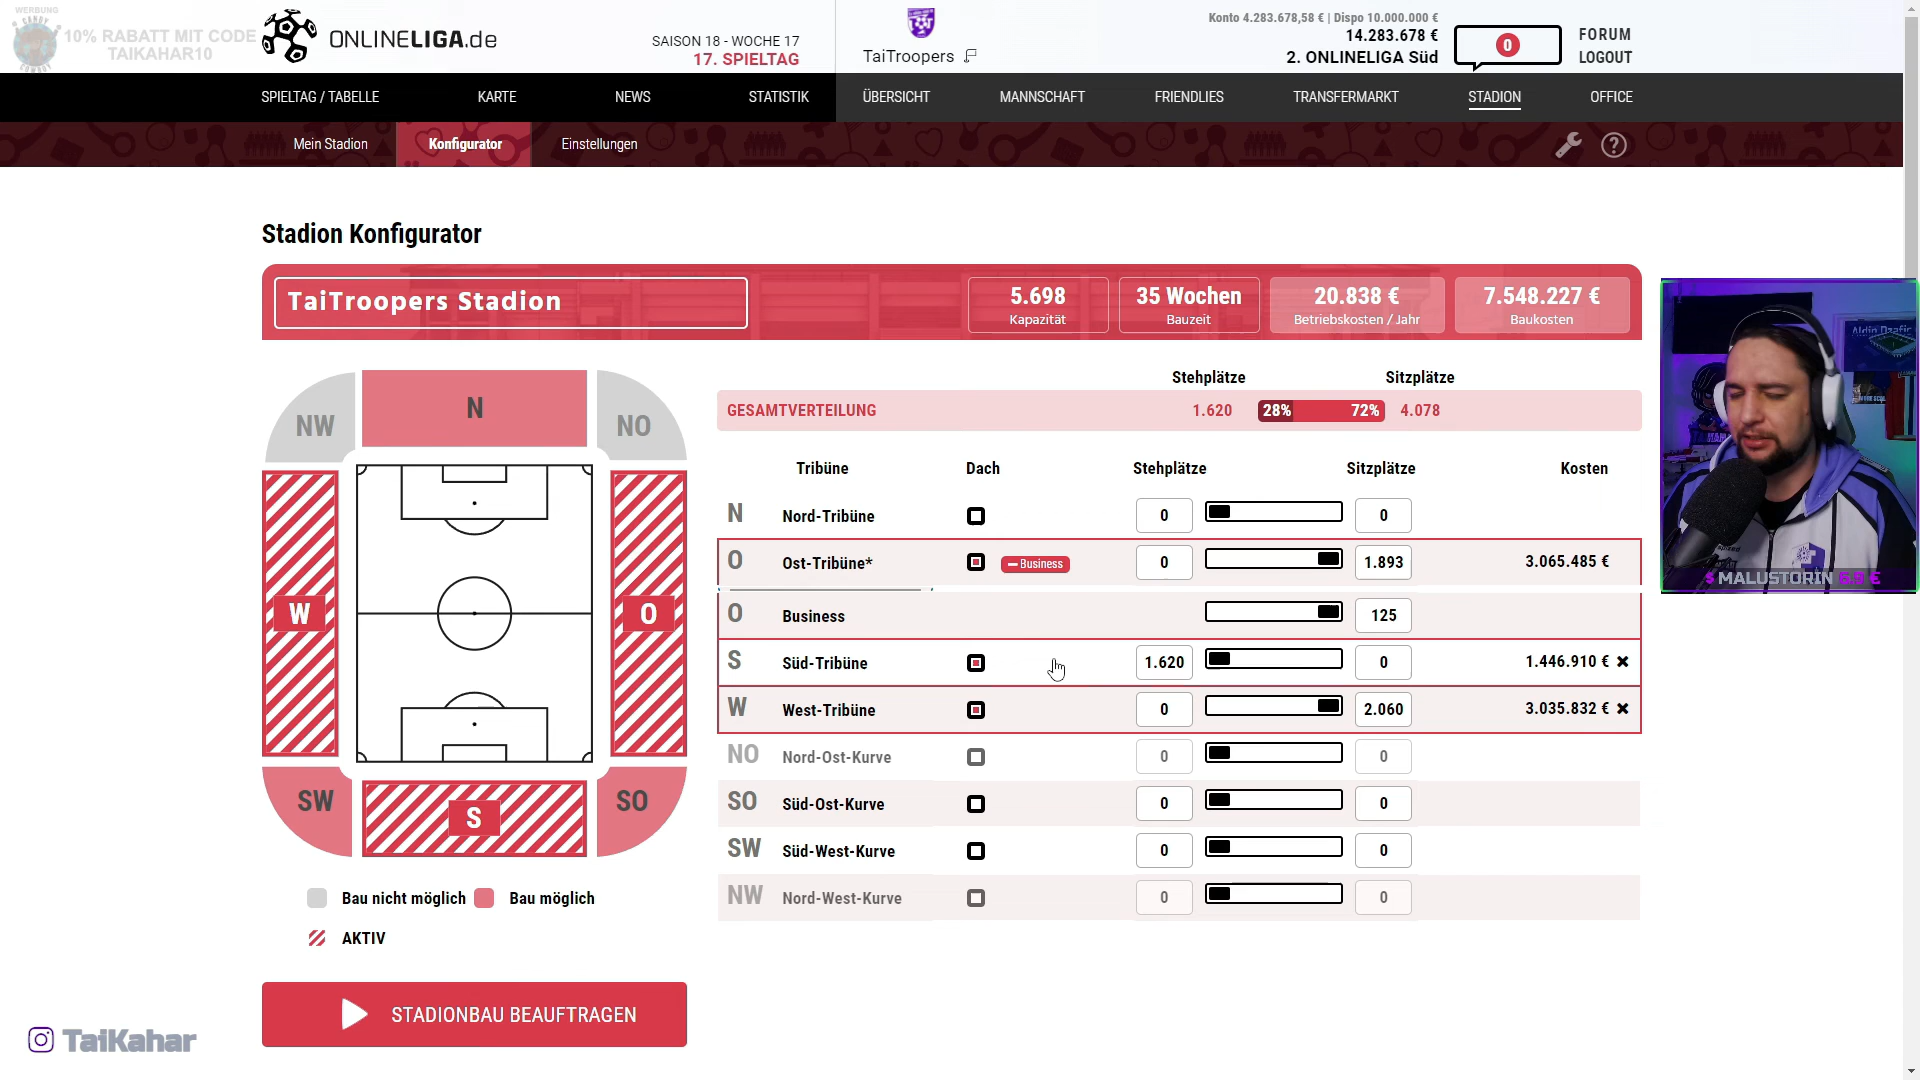 WERBUNG
10% RABATT MIT CODE
TAIKAHAR10
ONLINELIGA.de
SAISON 18 - WOCHE 17
17. SPIELTAG
TaiTroopers
Konto 4.283.678,58 € | Dispo 10.000.000 €
14.283.678 €
2. ONLINELIGA Süd
0
FORUM
LOGOUT
SPIELTAG / TABELLE
KARTE
NEWS
STATISTIK
ÜBERSICHT
MANNSCHAFT
FRIENDLIES
TRANSFERMARKT
STADION
OFFICE
Mein Stadion
Konfigurator
Einstellungen
?
Stadion Konfigurator
TaiTroopers Stadion
5.698
Kapazität
35 Wochen
Bauzeit
20.838 €
Betriebskosten / Jahr
7.548.227 €
Baukosten
NW
N
NO
W
O
SW
S
SO
Bau nicht möglich
Bau möglich
AKTIV
STADIONBAU BEAUFTRAGEN
Stehplätze Sitzplätze
GESAMTVERTEILUNG 1.620 28% 72% 4.078
Tribüne Dach Stehplätze Sitzplätze Kosten
N Nord-Tribüne 0 0
O Ost-Tribüne* Business 0 1.893 3.065.485 €
O Business 125
S Süd-Tribüne 1.620 0 1.446.910 €
W West-Tribüne 0 2.060 3.035.832 €
NO Nord-Ost-Kurve 0 0
SO Süd-Ost-Kurve 0 0
SW Süd-West-Kurve 0 0
NW Nord-West-Kurve 0 0
Aldin Dzafic
$ MALUSTORIN 6.9 €
TaiKahar